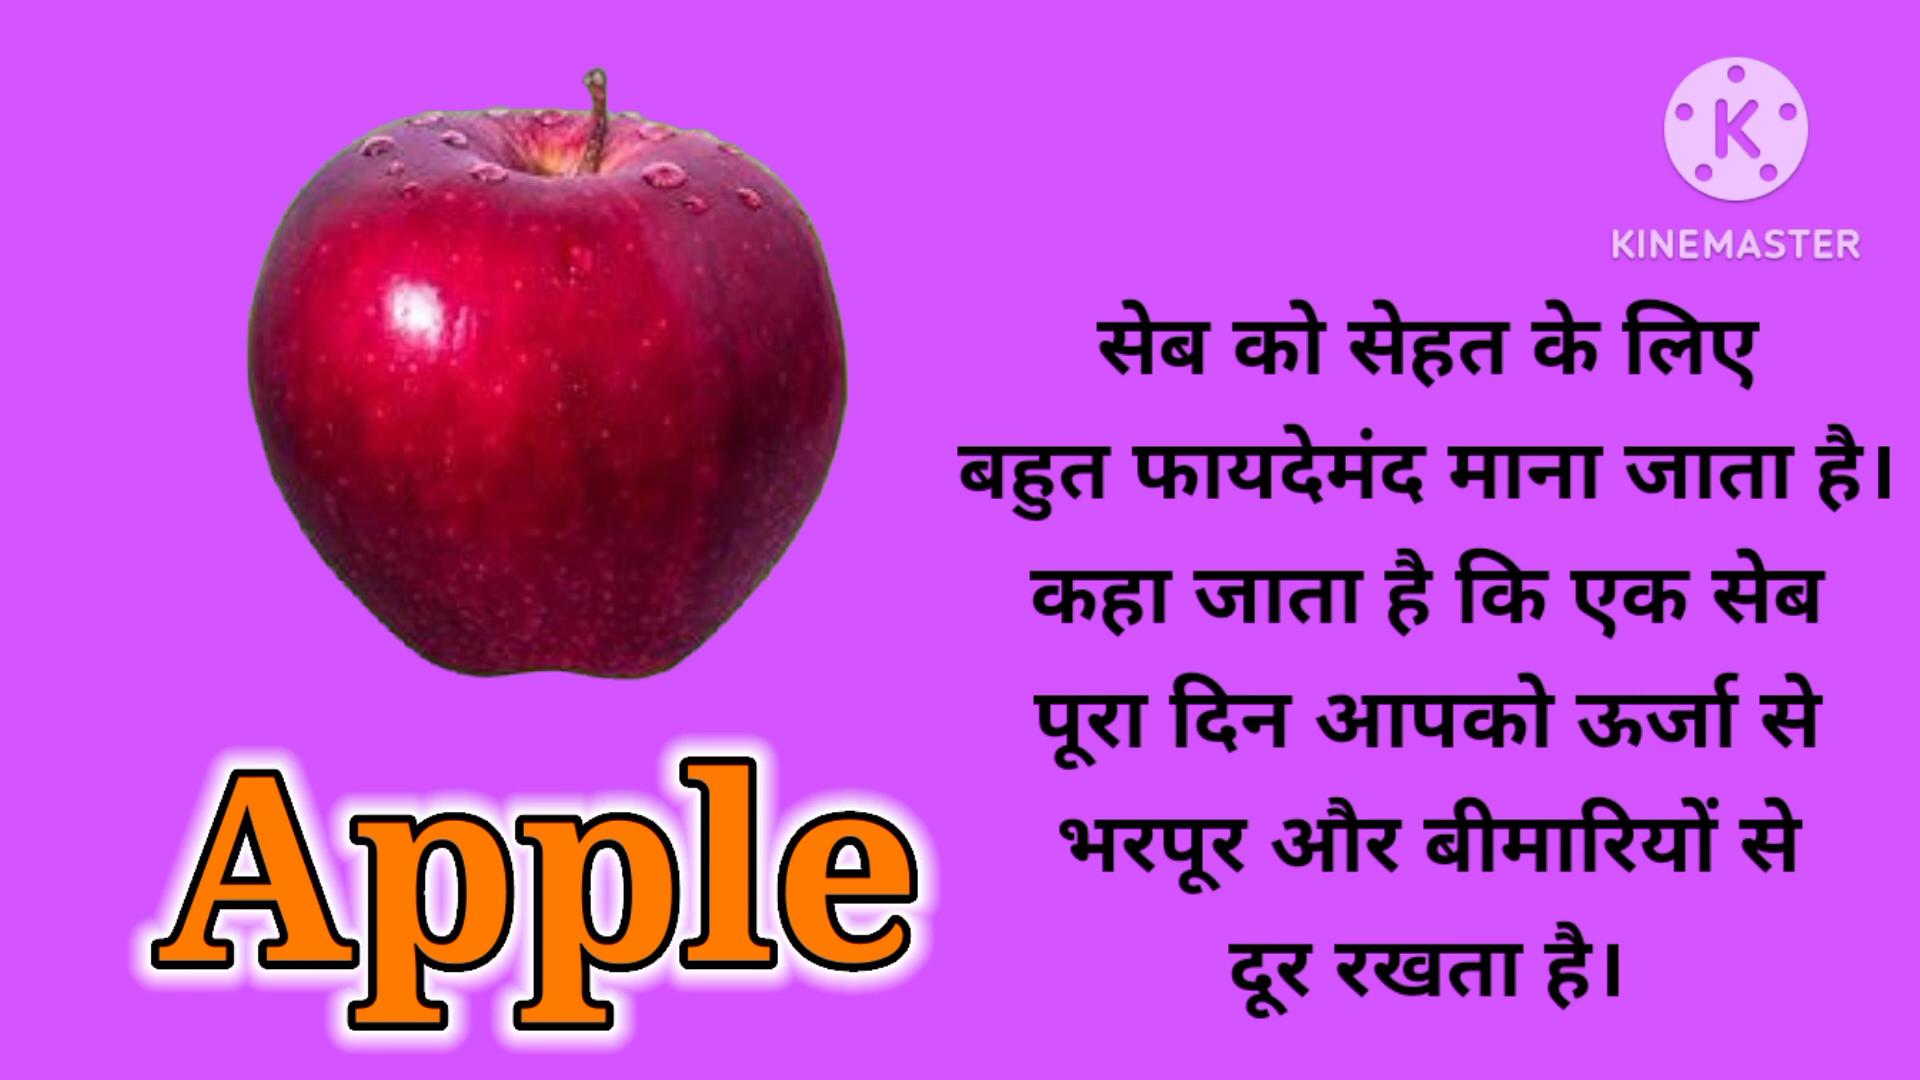 K
KINEMASTER
सेब को सेहत के लिए
बहुत फायदेमंद माना जाता है।
कहा जाता है कि एक सेब
पूरा दिन आपको ऊर्जा से
भरपूर और बीमारियों से
दूर रखता है।
Apple